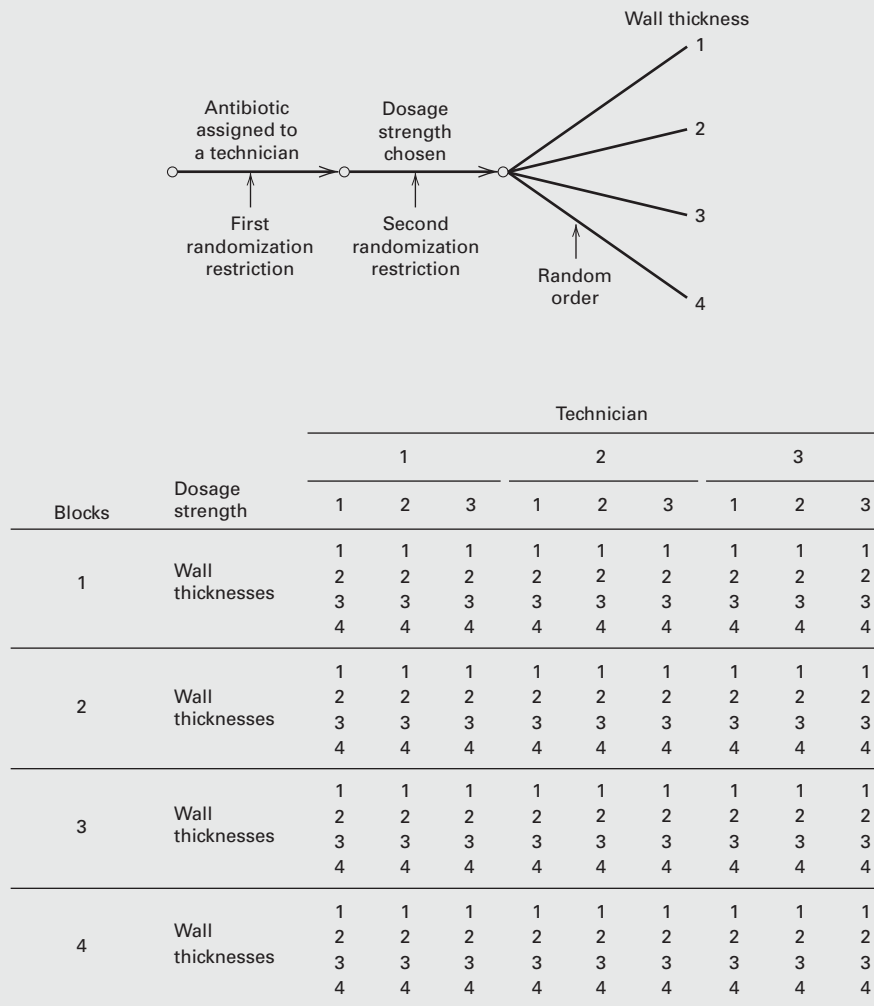 Wall thickness
1
2
3
4
Antibiotic
assigned to
a technician
Dosage
strength
chosen
First
randomization
restriction
Second
randomization
restriction
Random
order
Technician
1 2 3
Blocks Dosage strength 1 2 3 1 2 3 1 2 3
1 Wall thicknesses
1 1 1 1 1 1 1 1 1
2 2 2 2 2 2 2 2 2
3 3 3 3 3 3 3 3 3
4 4 4 4 4 4 4 4 4
2 Wall thicknesses
1 1 1 1 1 1 1 1 1
2 2 2 2 2 2 2 2 2
3 3 3 3 3 3 3 3 3
4 4 4 4 4 4 4 4 4
3 Wall thicknesses
1 1 1 1 1 1 1 1 1
2 2 2 2 2 2 2 2 2
3 3 3 3 3 3 3 3 3
4 4 4 4 4 4 4 4 4
4 Wall thicknesses
1 1 1 1 1 1 1 1 1
2 2 2 2 2 2 2 2 2
3 3 3 3 3 3 3 3 3
4 4 4 4 4 4 4 4 4